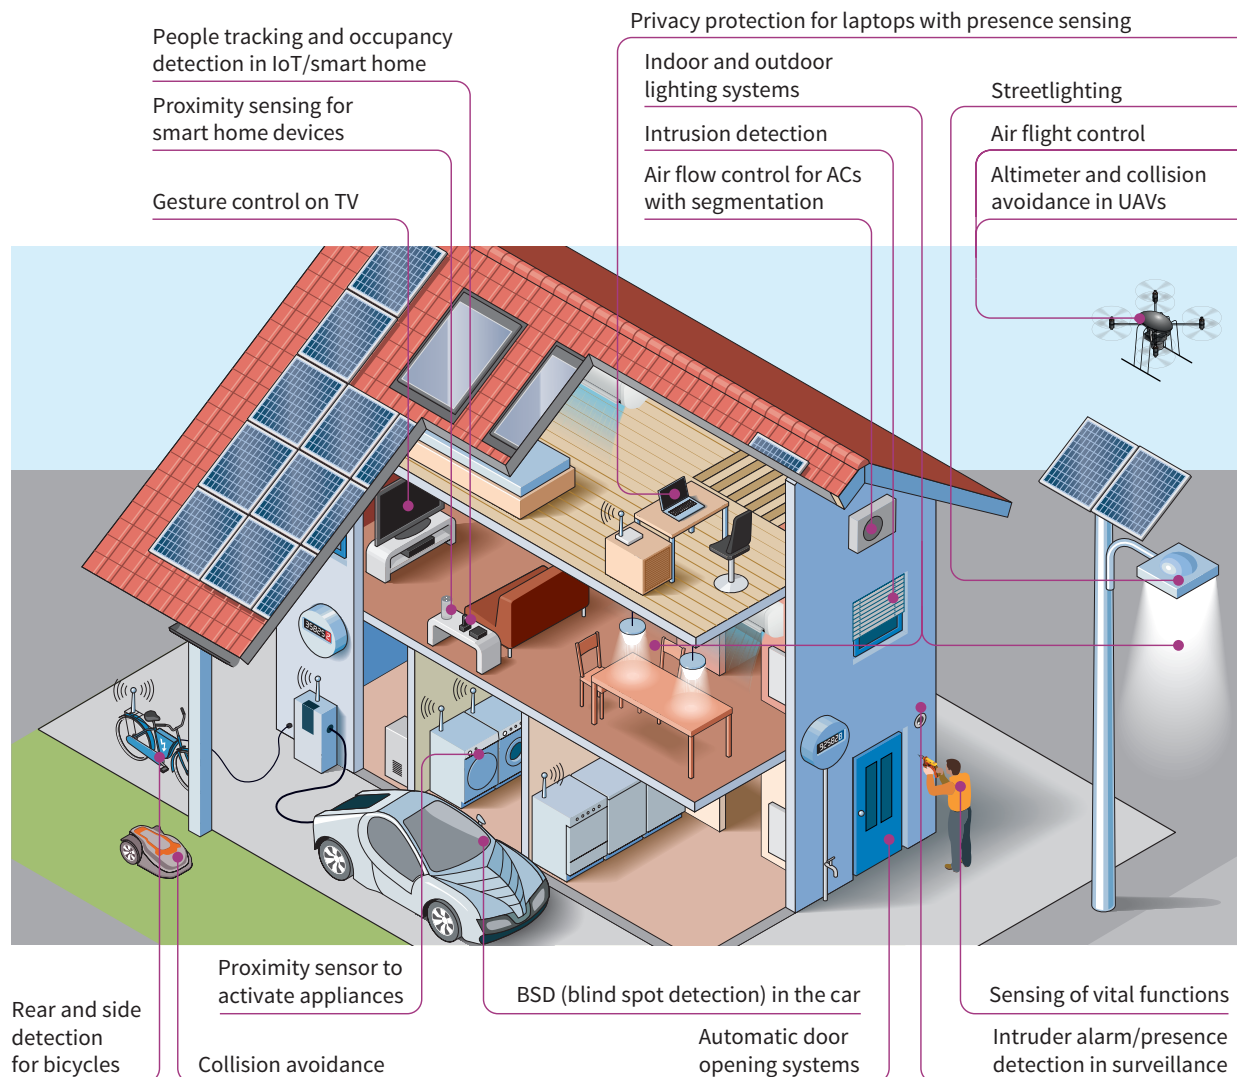 People tracking and occupancy
detection in IoT/smart home
Proximity sensing for
smart home devices
Gesture control on TV
Privacy protection for laptops with presence sensing
Indoor and outdoor
lighting systems
Intrusion detection
Air flow control for ACs
with segmentation
Streetlighting
Air flight control
Altimeter and collision
avoidance in UAVs
Rear and side
detection
for bicycles
Collision avoidance
Proximity sensor to
activate appliances
BSD (blind spot detection) in the car
Automatic door
opening systems
Sensing of vital functions
Intruder alarm/presence
detection in surveillance